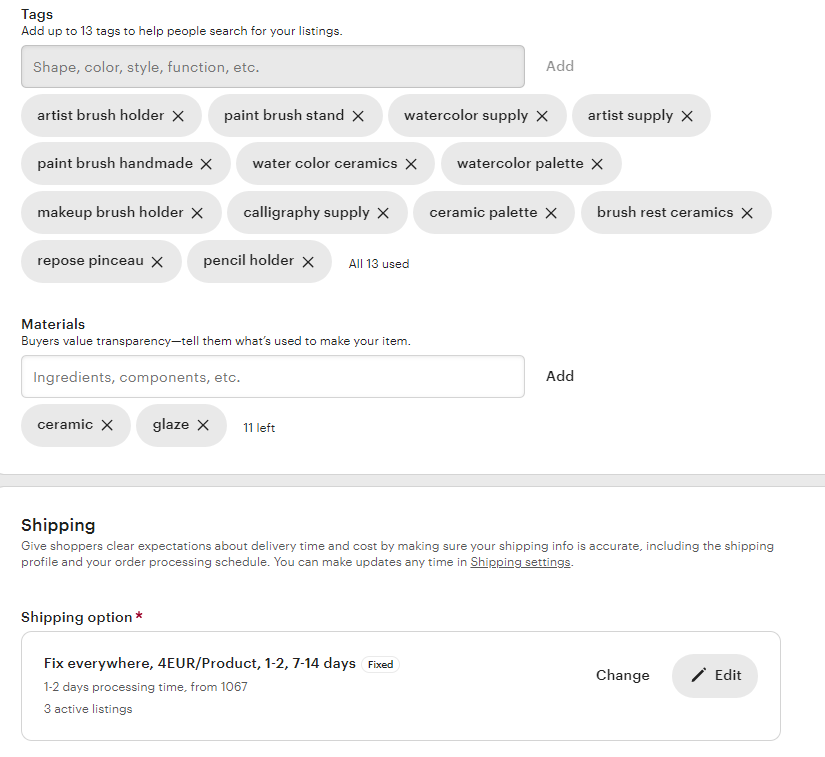 Tags
Add up to 13 tags to help people search for your listings.
Shape, color, style, function, etc. Add
artist brush holder × paint brush stand × watercolor supply × artist supply ×
paint brush handmade × water color ceramics × watercolor palette ×
makeup brush holder × calligraphy supply × ceramic palette × brush rest ceramics ×
repose pinceau × pencil holder × All 13 used
Materials
Buyers value transparency—tell them what's used to make your item.
Ingredients, components, etc. Add
ceramic × glaze × 11 left
Shipping
Give shoppers clear expectations about delivery time and cost by making sure your shipping info is accurate, including the shipping
profile and your order processing schedule. You can make updates any time in Shipping settings.
Shipping option *
Fix everywhere, 4EUR/Product, 1-2, 7-14 days Fixed
1-2 days processing time, from 1067
3 active listings
Change Edit